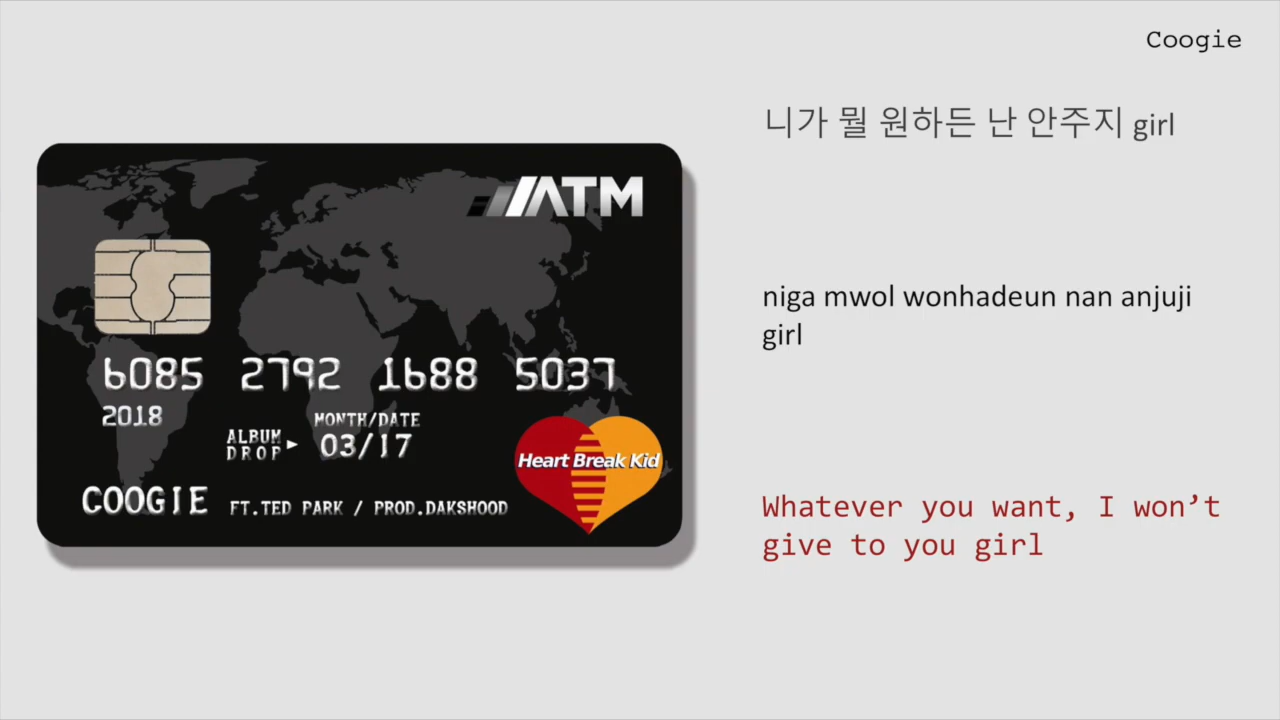 Coogie
니가 뭘 원하든 난 안주지 girl
niga mwol wonhadeun nan anjuji
girl
Whatever you want, I won’t
give to you girl
ATM
6085 2792 1688 5037
2018
MONTH/DATE
ALBUM
DROP
03/17
Heart Break Kid
COOGIE FT.TED PARK / PROD.DAKSHOOD